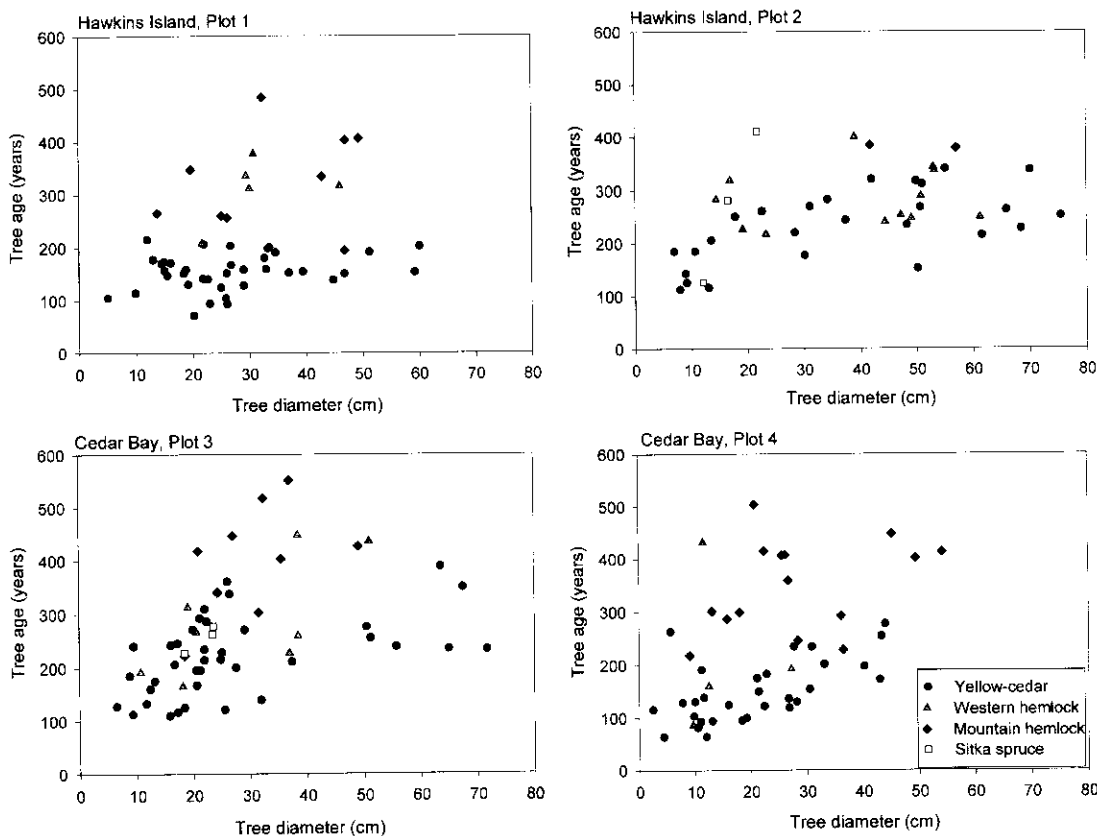 Hawkins Island, Plot 1
600
500
400
300
200
100
0
Tree age (years)
0 10 20 30 40 50 60 70 80
Tree diameter (cm)
Hawkins Island, Plot 2
600
500
400
300
200
100
0
Tree age (years)
0 10 20 30 40 50 60 70 80
Tree diameter (cm)
Cedar Bay, Plot 3
600
500
400
300
200
100
0
Tree age (years)
0 10 20 30 40 50 60 70 80
Tree diameter (cm)
Cedar Bay, Plot 4
600
500
400
300
200
100
0
Tree age (years)
0 10 20 30 40 50 60 70 80
Tree diameter (cm)
Yellow-cedar
Western hemlock
Mountain hemlock
Sitka spruce